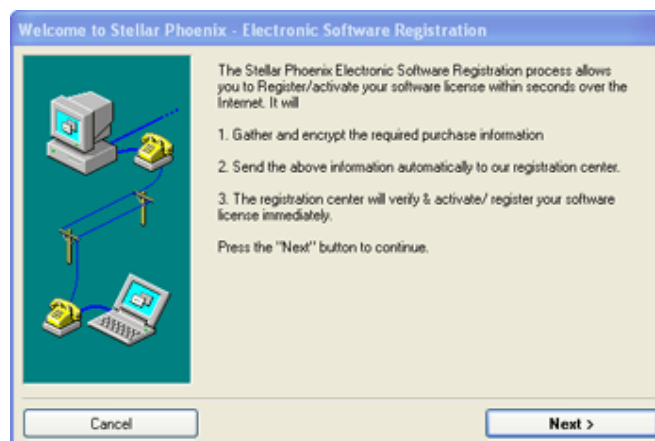 Welcome to Stellar Phoenix - Electronic Software Registration
The Stellar Phoenix Electronic Software Registration process allows
you to Register/activate your software license within seconds over the
Internet. It will
1. Gather and encrypt the required purchase information
2. Send the above information automatically to our registration center.
3. The registration center will verify & activate/ register your software
license immediately.
Press the "Next" button to continue.
Cancel
Next >